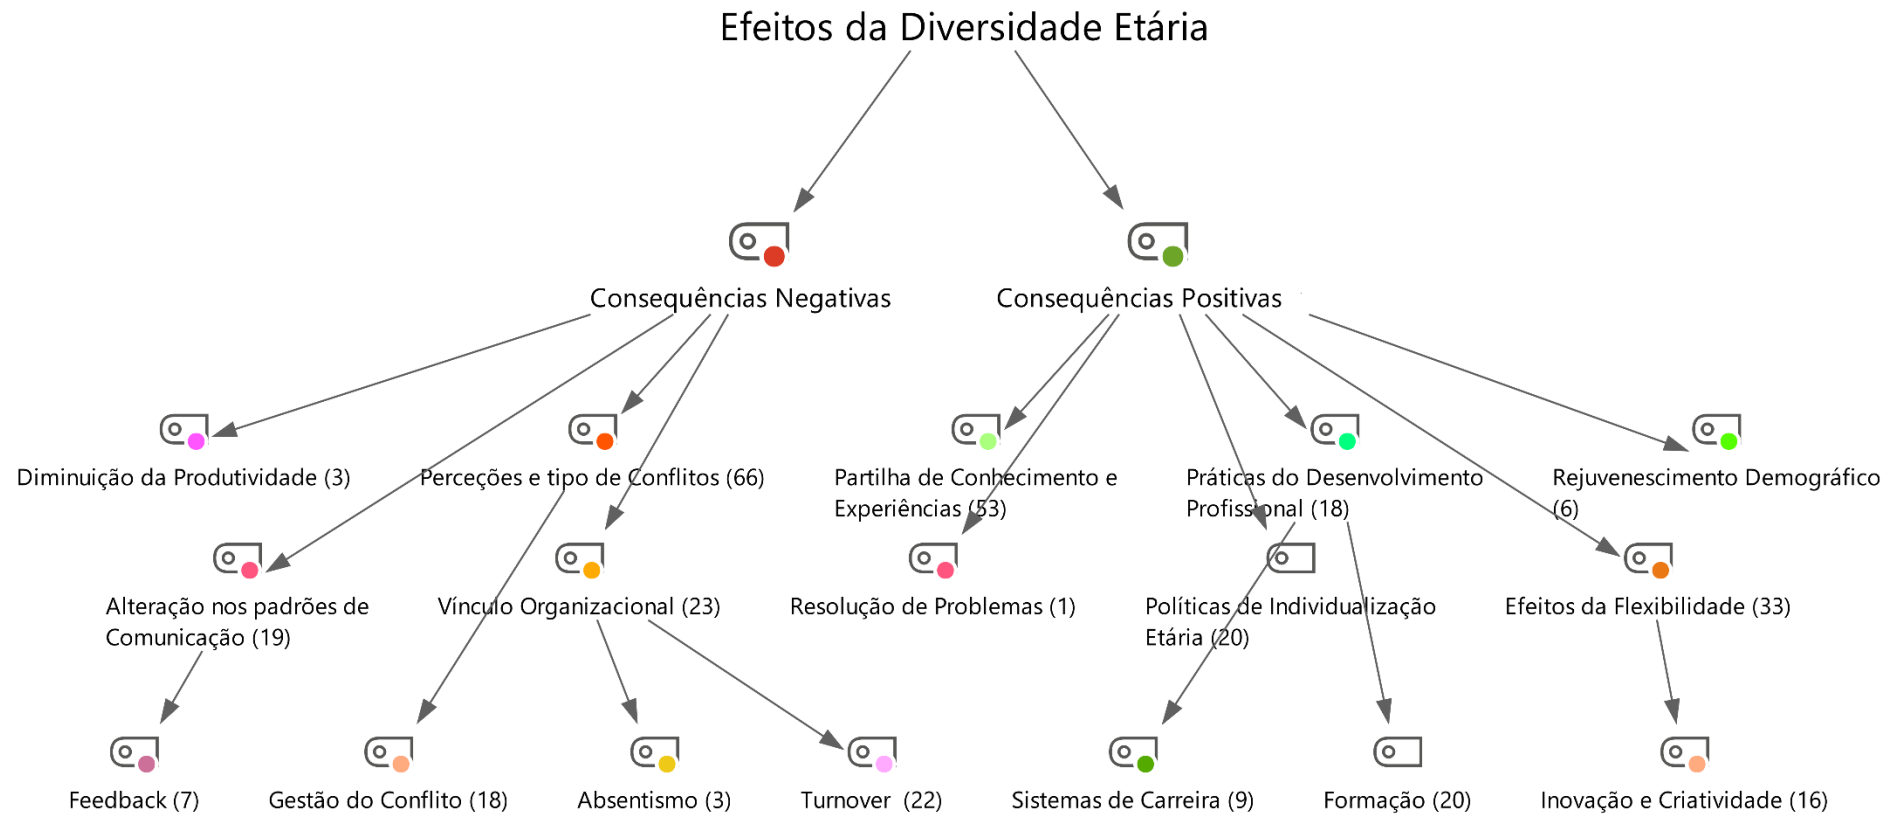 Efeitos da Diversidade Etária
Consequências Negativas
Consequências Positivas
Diminuição da Produtividade (3)
Perceções e tipo de Conflitos (66)
Partilha de Conhecimento e
Experiências (53)
Práticas do Desenvolvimento
Profissional (18)
Rejuvenescimento Demográfico
(6)
Alteração nos padrões de
Comunicação (19)
Vínculo Organizacional (23)
Resolução de Problemas (1)
Políticas de Individualização
Etária (20)
Efeitos da Flexibilidade (33)
Feedback (7)
Gestão do Conflito (18)
Absentismo (3)
Turnover (22)
Sistemas de Carreira (9)
Formação (20)
Inovação e Criatividade (16)